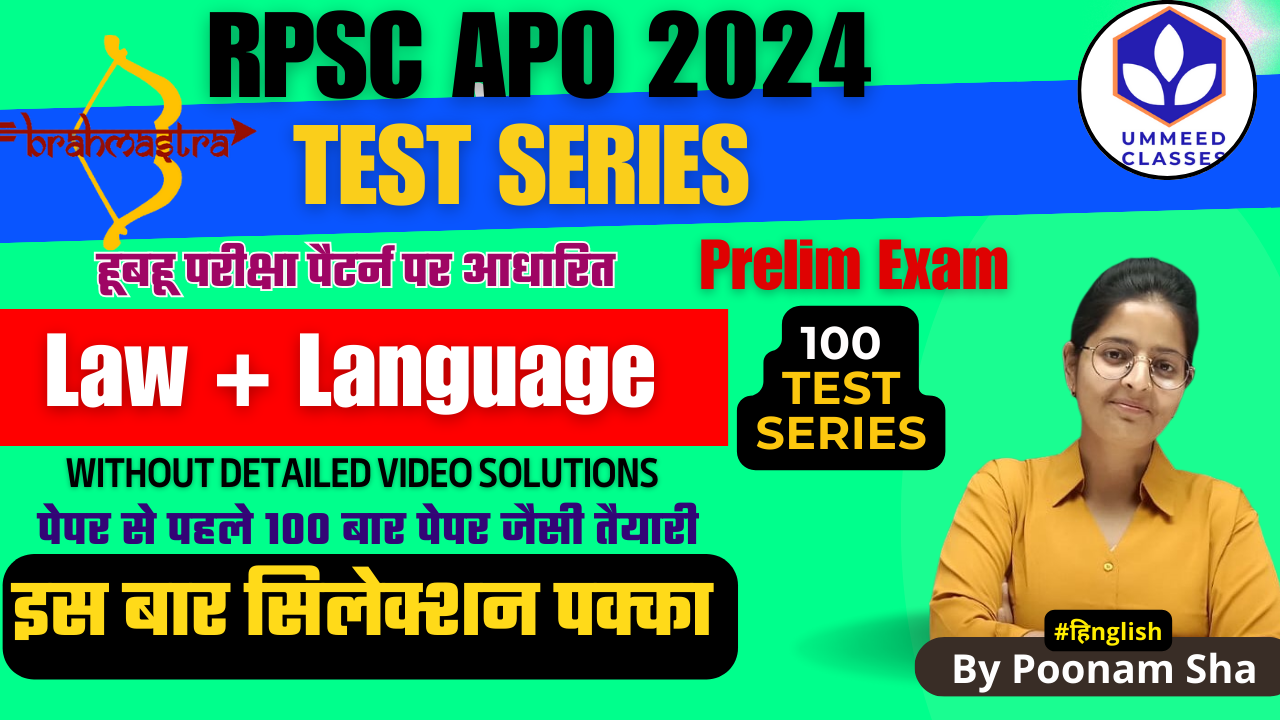 RPSC APO 2024
brahmastra
TEST SERIES
UMMEED
CLASSES
हूबहू परीक्षा पैटर्न पर आधारित
Prelim Exam
Law + Language
100
TEST
SERIES
WITHOUT DETAILED VIDEO SOLUTIONS
पेपर से पहले 100 बार पेपर जैसी तैयारी
इस बार सिलेक्शन पक्का
#हिnglish
By Poonam Sha